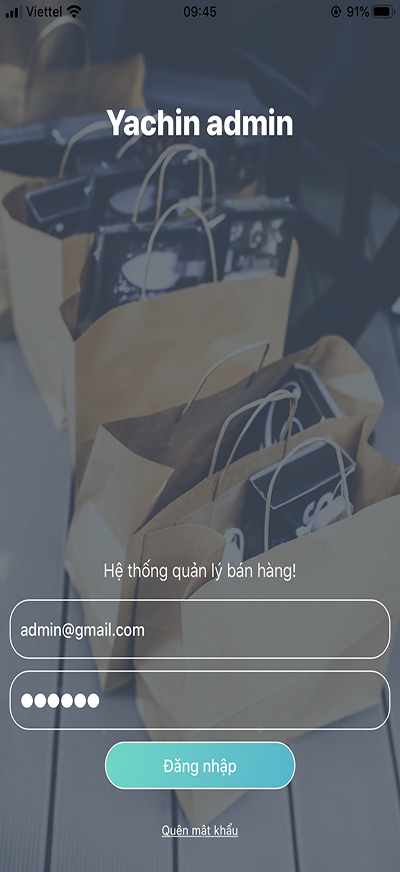 Viettel 09:45 91%
Yachin admin
Hệ thống quản lý bán hàng!
admin@gmail.com
●●●●●●
Đăng nhập
Quên mật khẩu